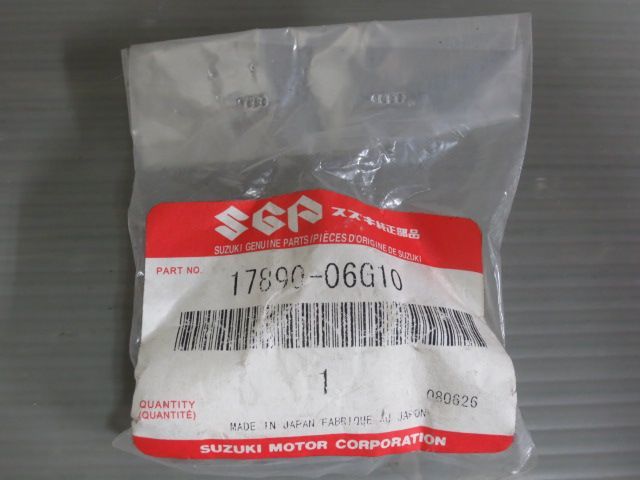 SGP スズキ純正部品
SUZUKI GENUINE PARTS/PIÈCES D'ORIGINE DE SUZUKI
PART NO. 17890-06G10
1
080626
QUANTITY
(QUANTITÉ)
MADE IN JAPAN FABRIQUE AU JAPON
SUZUKI MOTOR CORPORATION